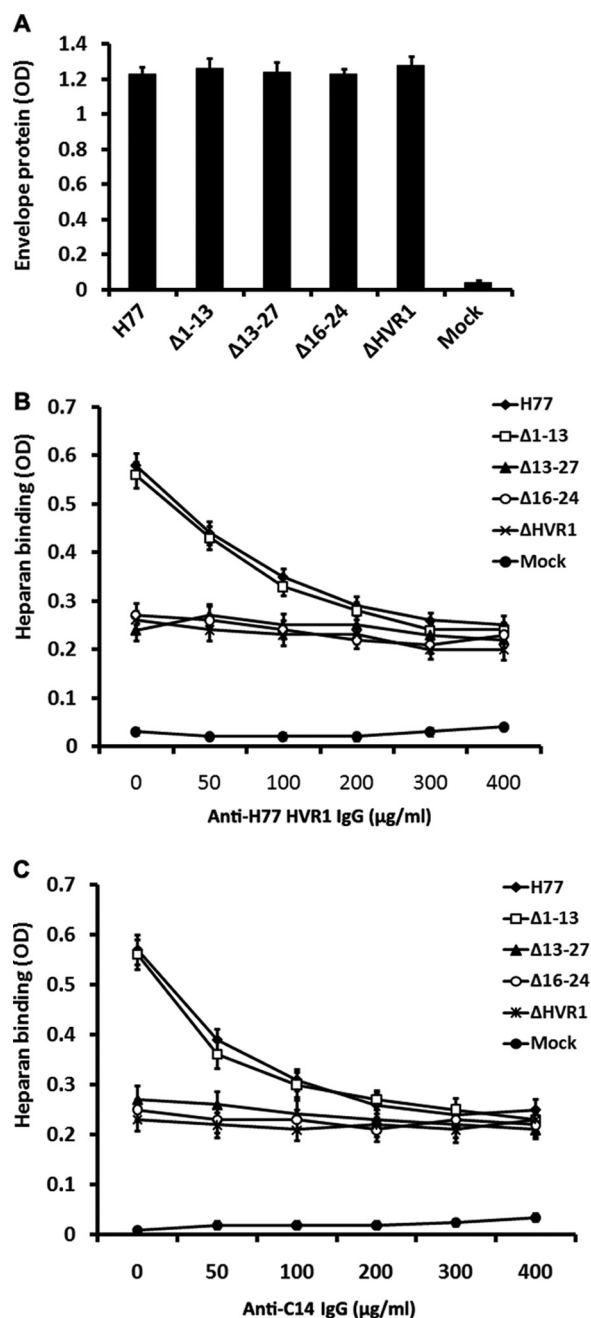 A
Envelope protein (OD)
1.4
1.2
1
0.8
0.6
0.4
0.2
0
H77
Δ1-13
Δ13-27
Δ16-24
ΔHVR1
Mock
B
Heparan binding (OD)
0.7
0.6
0.5
0.4
0.3
0.2
0.1
0
H77
Δ1-13
Δ13-27
Δ16-24
ΔHVR1
Mock
0 50 100 200 300 400
Anti-H77 HVR1 IgG (µg/ml)
C
Heparan binding (OD)
0.7
0.6
0.5
0.4
0.3
0.2
0.1
0
H77
Δ1-13
Δ13-27
Δ16-24
ΔHVR1
Mock
0 50 100 200 300 400
Anti-C14 IgG (µg/ml)